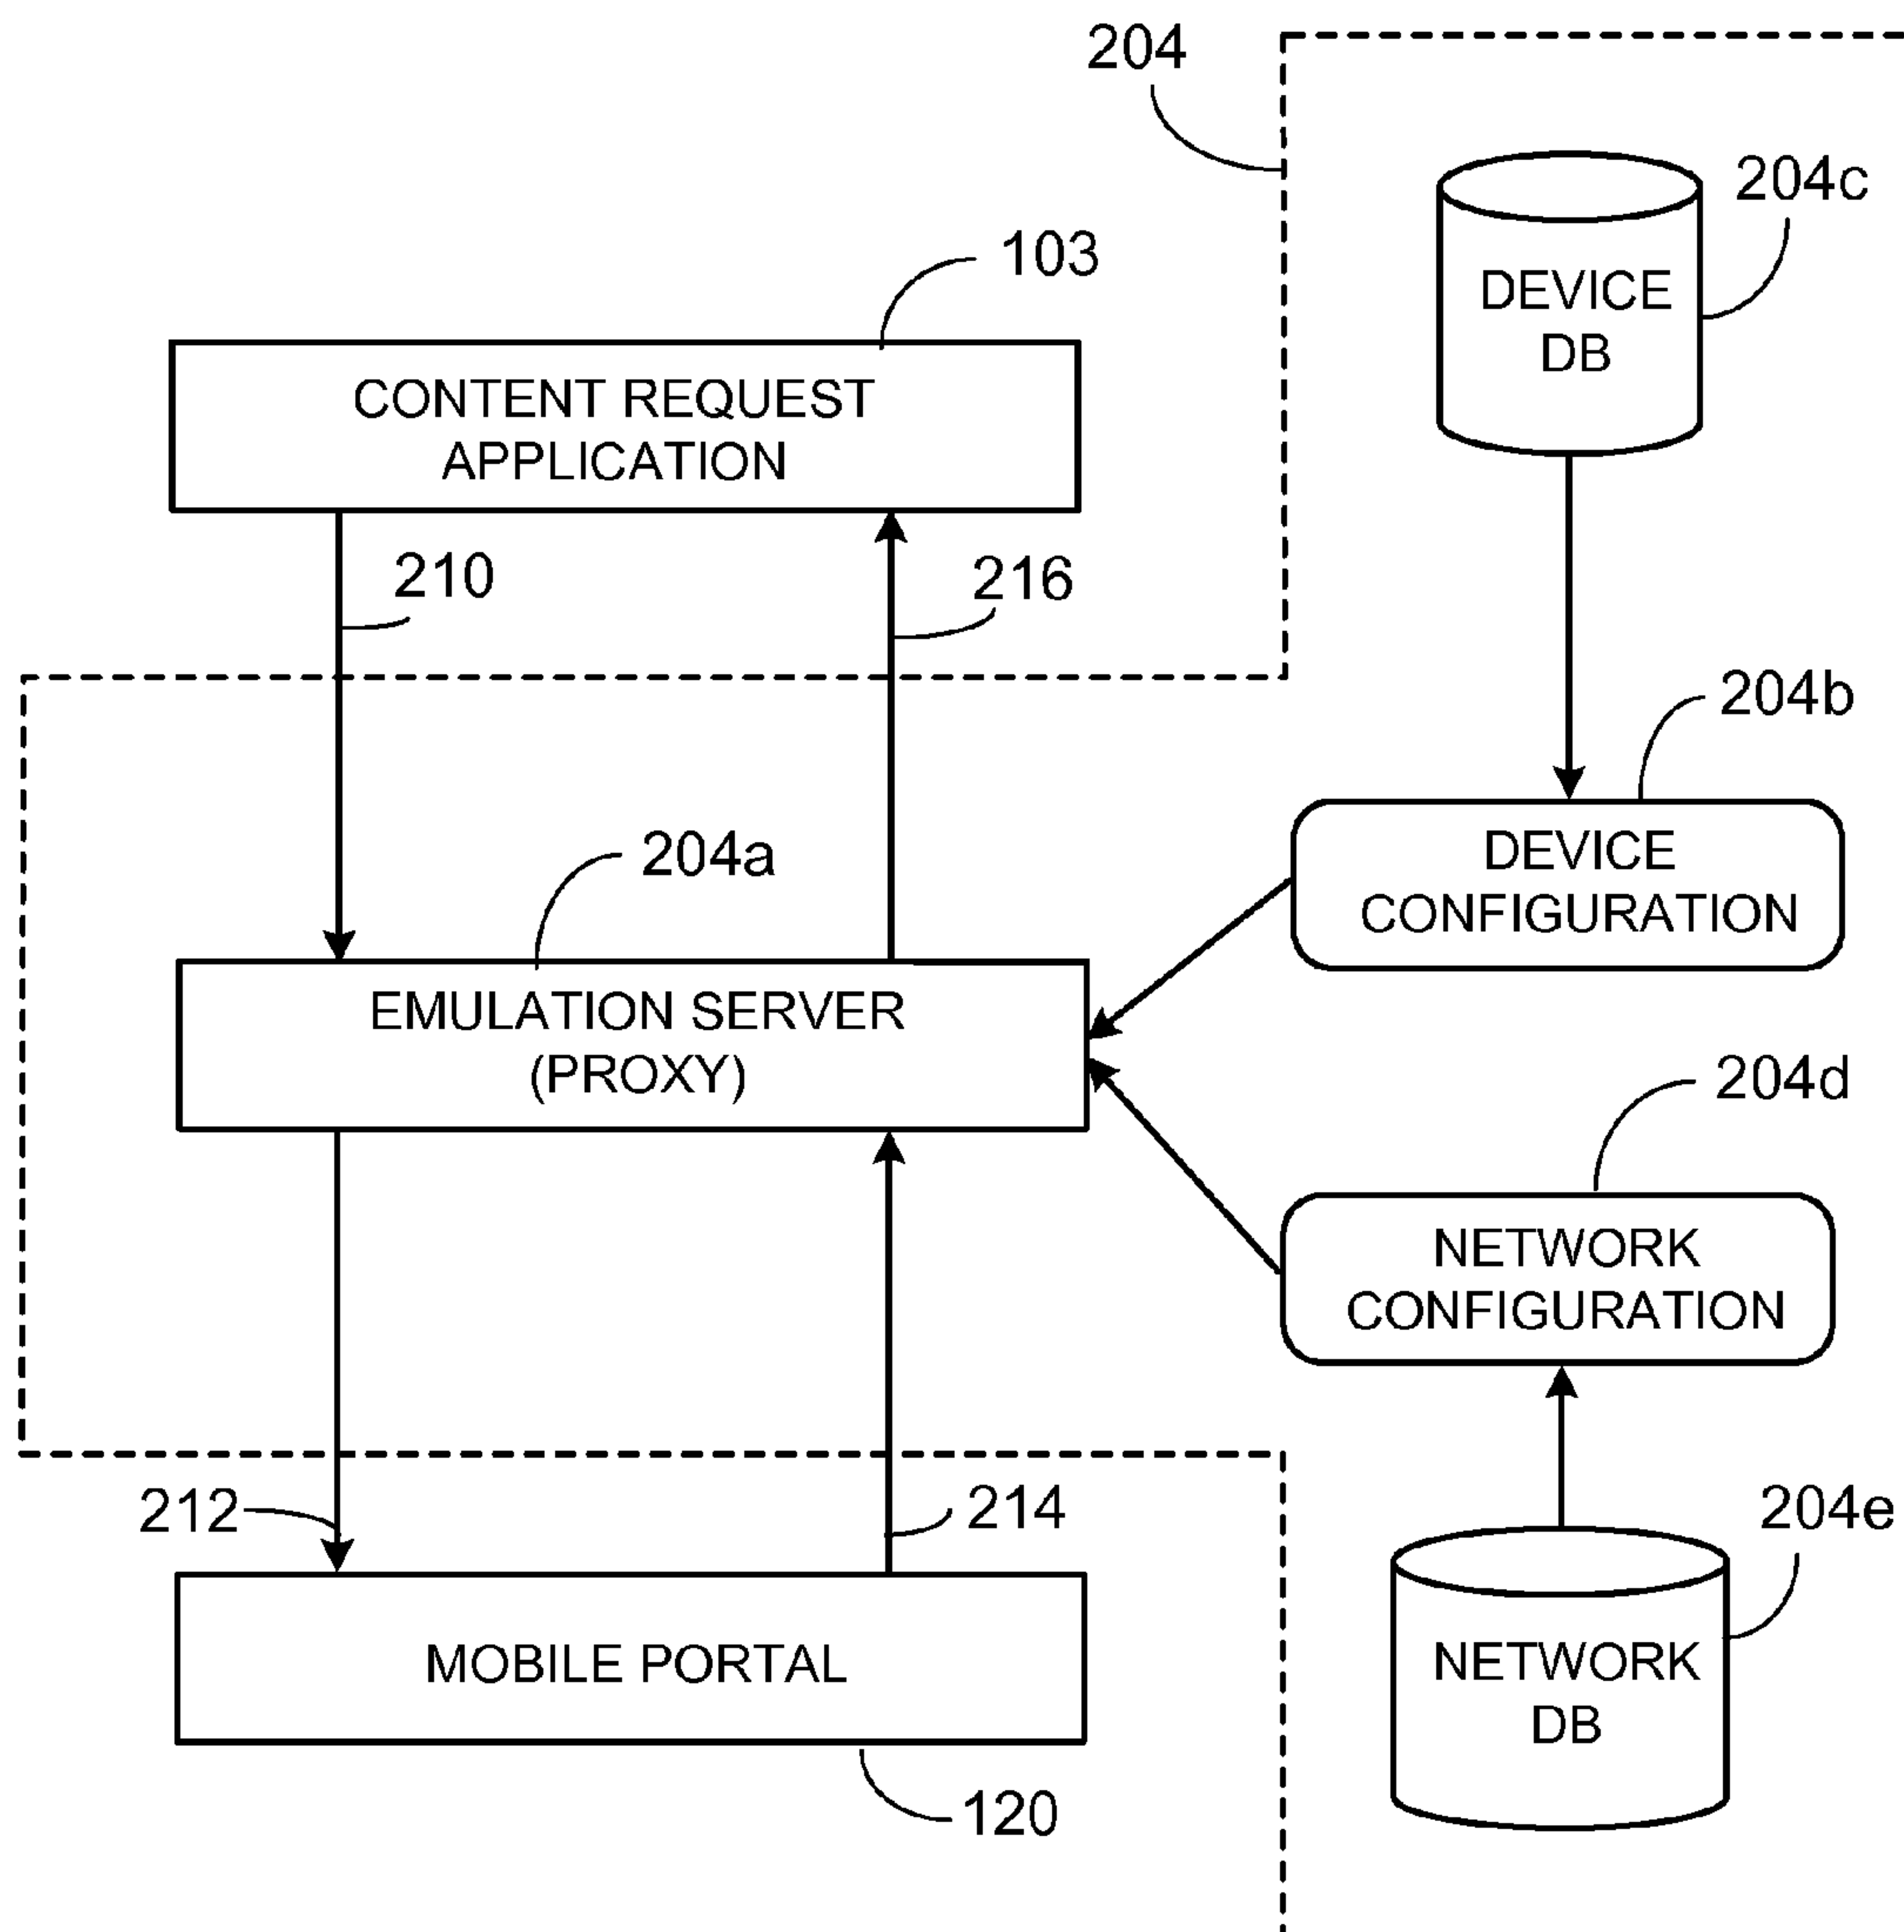 204
204c
DEVICE
DB
103
CONTENT REQUEST
APPLICATION
210
216
204b
DEVICE
CONFIGURATION
204a
EMULATION SERVER
(PROXY)
204d
NETWORK
CONFIGURATION
212
214
204e
MOBILE PORTAL
NETWORK
DB
120